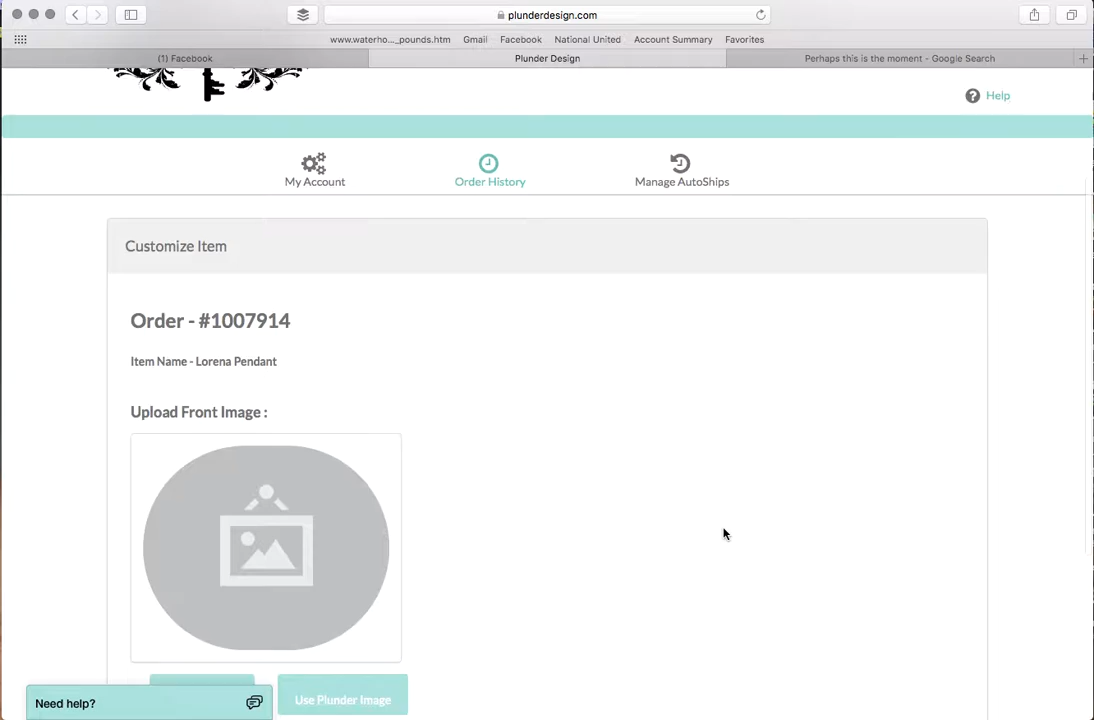 plunderdesign.com
www.waterho..._pounds.htm Gmail Facebook National United Account Summary Favorites
(1) Facebook Plunder Design Perhaps this is the moment - Google Search
Help
My Account Order History Manage AutoShips
Customize Item
Order - #1007914
Item Name - Lorena Pendant
Upload Front Image :
Use Plunder Image
Need help?